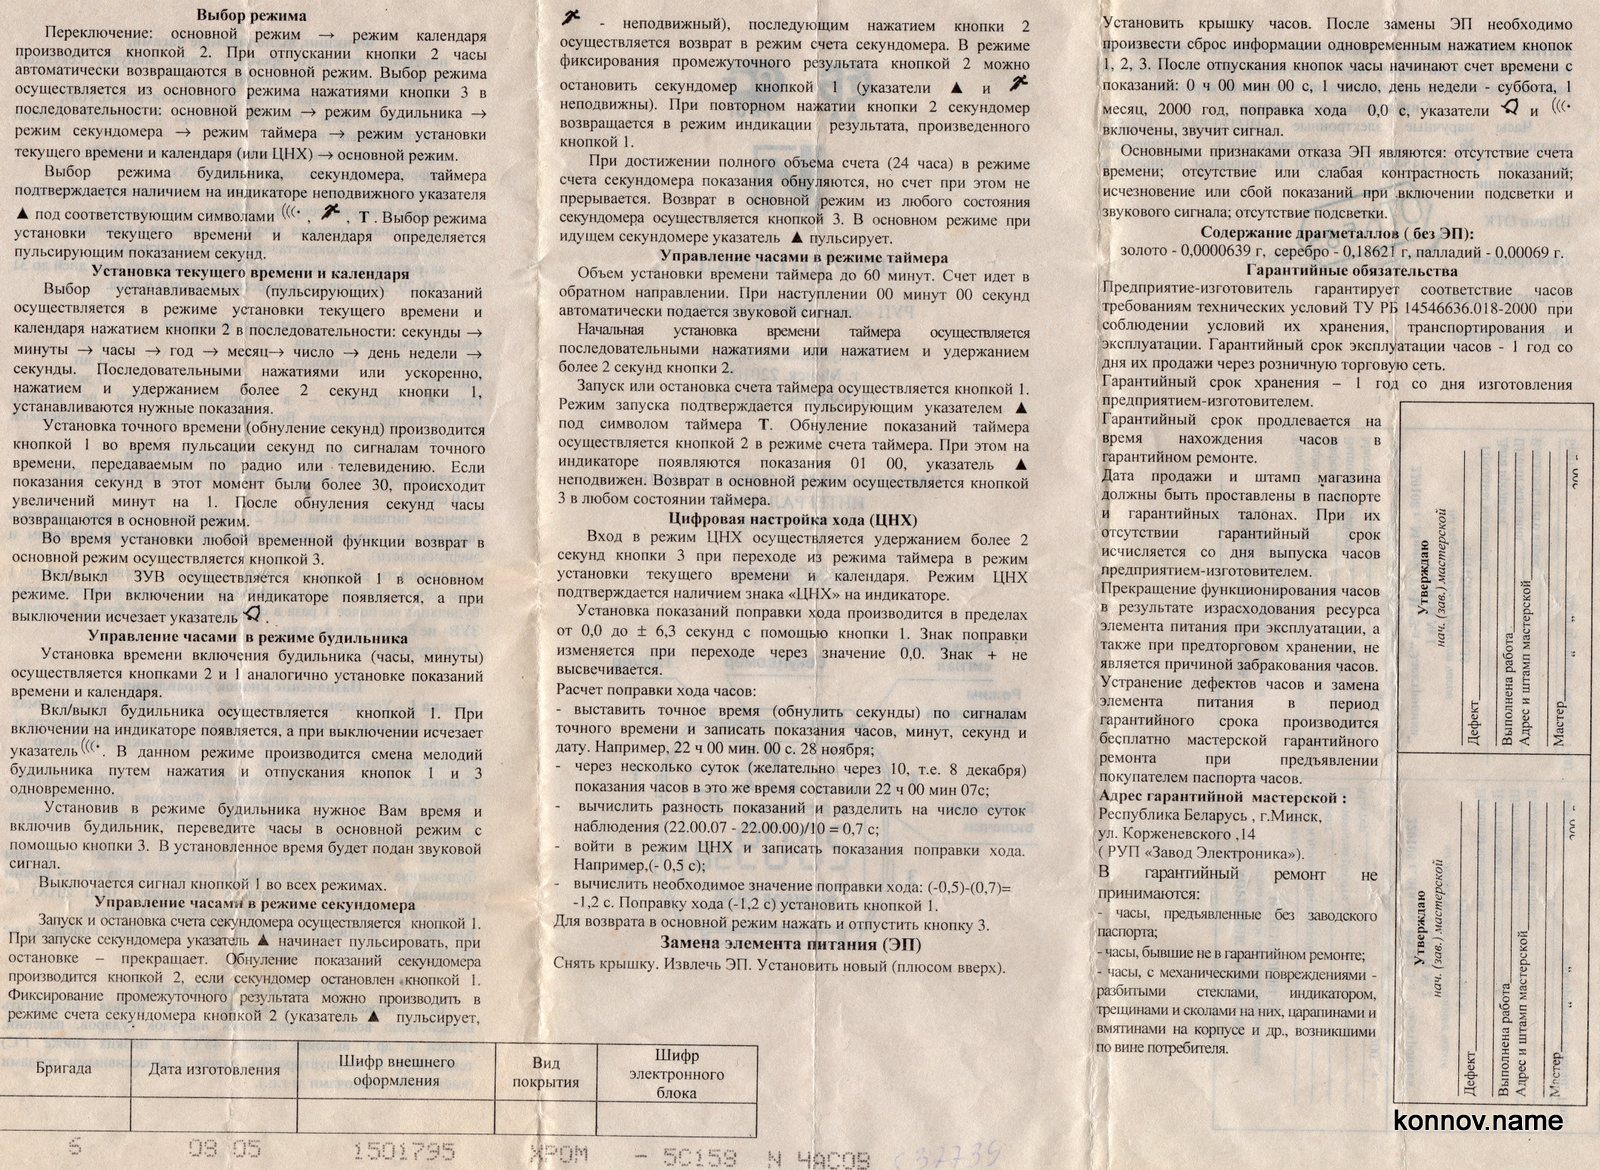 Выбор режима
Переключение: основной режим → режим календаря
производится кнопкой 2. При отпускании кнопки 2 часы
автоматически возвращаются в основной режим. Выбор режима
осуществляется из основного режима нажатиями кнопки 3 в
последовательности: основной режим → режим будильника →
режим секундомера → режим таймера → режим установки
текущего времени и календаря (или ЦНХ) → основной режим.
Выбор режима будильника, секундомера, таймера
подтверждается наличием на индикаторе неподвижного указателя
▲ под соответствующим символами , , Т . Выбор режима
установки текущего времени и календаря определяется
пульсирующим показанием секунд.
Установка текущего времени и календаря
Выбор устанавливаемых (пульсирующих) показаний
осуществляется в режиме установки текущего времени и
календаря нажатием кнопки 2 в последовательности: секунды →
минуты → часы → год → месяц→ число → день недели →
секунды. Последовательными нажатиями или ускоренно,
нажатием и удержанием более 2 секунд кнопки 1,
устанавливаются нужные показания.
Установка точного времени (обнуление секунд) производится
кнопкой 1 во время пульсации секунд по сигналам точного
времени, передаваемым по радио или телевидению. Если
показания секунд в этот момент были более 30, происходит
увеличений минут на 1. После обнуления секунд часы
возвращаются в основной режим.
Во время установки любой временной функции возврат в
основной режим осуществляется кнопкой 3.
Вкл/выкл ЗУВ осуществляется кнопкой 1 в основном
режиме. При включении на индикаторе появляется, а при
выключении исчезает указатель .
Управление часами в режиме будильника
Установка времени включения будильника (часы, минуты)
осуществляется кнопками 2 и 1 аналогично установке показаний
времени и календаря.
Вкл/выкл будильника осуществляется кнопкой 1. При
включении на индикаторе появляется, а при выключении исчезает
указатель . В данном режиме производится смена мелодий
будильника путем нажатия и отпускания кнопок 1 и 3
одновременно.
Установив в режиме будильника нужное Вам время и
включив будильник, переведите часы в основной режим с
помощью кнопки 3. В установленное время будет подан звуковой
сигнал.
Выключается сигнал кнопкой 1 во всех режимах.
Управление часами в режиме секундомера
Запуск и остановка счета секундомера осуществляется кнопкой 1.
При запуске секундомера указатель ▲ начинает пульсировать, при
остановке – прекращает. Обнуление показаний секундомера
производится кнопкой 2, если секундомер остановлен кнопкой 1.
Фиксирование промежуточного результата можно производить в
режиме счета секундомера кнопкой 2 (указатель ▲ пульсирует,
- неподвижный), последующим нажатием кнопки 2
осуществляется возврат в режим счета секундомера. В режиме
фиксирования промежуточного результата кнопкой 2 можно
остановить секундомер кнопкой 1 (указатели ▲ и
неподвижны). При повторном нажатии кнопки 2 секундомер
возвращается в режим индикации результата, произведенного
кнопкой 1.
При достижении полного объема счета (24 часа) в режиме
счета секундомера показания обнуляются, но счет при этом не
прерывается. Возврат в основной режим из любого состояния
секундомера осуществляется кнопкой 3. В основном режиме при
идущем секундомере указатель ▲ пульсирует.
Управление часами в режиме таймера
Объем установки времени таймера до 60 минут. Счет идет в
обратном направлении. При наступлении 00 минут 00 секунд
автоматически подается звуковой сигнал.
Начальная установка времени таймера осуществляется
последовательными нажатиями или нажатием и удержанием
более 2 секунд кнопки 2.
Запуск или остановка счета таймера осуществляется кнопкой 1.
Режим запуска подтверждается пульсирующим указателем ▲
под символом таймера Т. Обнуление показаний таймера
осуществляется кнопкой 2 в режиме счета таймера. При этом на
индикаторе появляются показания 01 00, указатель ▲
неподвижен. Возврат в основной режим осуществляется кнопкой
3 в любом состоянии таймера.
Цифровая настройка хода (ЦНХ)
Вход в режим ЦНХ осуществляется удержанием более 2
секунд кнопки 3 при переходе из режима таймера в режим
установки текущего времени и календаря. Режим ЦНХ
подтверждается наличием знака «ЦНХ» на индикаторе.
Установка показаний поправки хода производится в пределах
от 0,0 до ± 6,3 секунд с помощью кнопки 1. Знак поправки
изменяется при переходе через значение 0,0. Знак + не
высвечивается.
Расчет поправки хода часов:
- выставить точное время (обнулить секунды) по сигналам
точного времени и записать показания часов, минут, секунд и
дату. Например, 22 ч 00 мин. 00 с. 28 ноября;
- через несколько суток (желательно через 10, т.е. 8 декабря)
показания часов в это же время составили 22 ч 00 мин 07с;
- вычислить разность показаний и разделить на число суток
наблюдения (22.00.07 - 22.00.00)/10 = 0,7 с;
- войти в режим ЦНХ и записать показания поправки хода.
Например,(- 0,5 с);
- вычислить необходимое значение поправки хода: (-0,5)-(0,7)=
-1,2 с. Поправку хода (-1,2 с) установить кнопкой 1.
Для возврата в основной режим нажать и отпустить кнопку 3.
Замена элемента питания (ЭП)
Снять крышку. Извлечь ЭП. Установить новый (плюсом вверх).
Установить крышку часов. После замены ЭП необходимо
произвести сброс информации одновременным нажатием кнопок
1, 2, 3. После отпускания кнопок часы начинают счет времени с
показаний: 0 ч 00 мин 00 с, 1 число, день недели - суббота, 1
месяц, 2000 год, поправка хода 0,0 с, указатели и
включены, звучит сигнал.
Основными признаками отказа ЭП являются: отсутствие счета
времени; отсутствие или слабая контрастность показаний;
исчезновение или сбой показаний при включении подсветки и
звукового сигнала; отсутствие подсветки.
Содержание драгметаллов ( без ЭП):
золото - 0,0000639 г, серебро - 0,18621 г, палладий - 0,00069 г.
Гарантийные обязательства
Предприятие-изготовитель гарантирует соответствие часов
требованиям технических условий ТУ РБ 14546636.018-2000 при
соблюдении условий их хранения, транспортирования и
эксплуатации. Гарантийный срок эксплуатации часов - 1 год со
дня их продажи через розничную торговую сеть.
Гарантийный срок хранения – 1 год со дня изготовления
предприятием-изготовителем.
Гарантийный срок продлевается на
время нахождения часов в
гарантийном ремонте.
Дата продажи и штамп магазина
должны быть проставлены в паспорте
и гарантийных талонах. При их
отсутствии гарантийный срок
исчисляется со дня выпуска часов
предприятием-изготовителем.
Прекращение функционирования часов
в результате израсходования ресурса
элемента питания при эксплуатации, а
также при предторговом хранении, не
является причиной забракования часов.
Устранение дефектов часов и замена
элемента питания в период
гарантийного срока производится
бесплатно мастерской гарантийного
ремонта при предъявлении
покупателем паспорта часов.
Адрес гарантийной мастерской :
Республика Беларусь , г.Минск,
ул. Корженевского ,14
( РУП «Завод Электроника»).
В гарантийный ремонт не
принимаются:
- часы, предъявленные без заводского
паспорта;
- часы, бывшие не в гарантийном ремонте;
- часы, с механическими повреждениями -
разбитыми стеклами, индикатором,
трещинами и сколами на них, царапинами и
вмятинами на корпусе и др., возникшими
по вине потребителя.
Утверждаю
нач. (зав.) мастерской
Дефект
Выполнена работа
Адрес и штамп мастерской
Мастер
" "
200
Утверждаю
нач. (зав.) мастерской
Дефект
Выполнена работа
Адрес и штамп мастерской
Мастер
" "
200
Бригада
Дата изготовления
Шифр внешнего
оформления
Вид
покрытия
Шифр
электронного
блока
6 08 05 1501795 ХРОМ - 5С158 N ЧАСОВ 37739
konnov.name